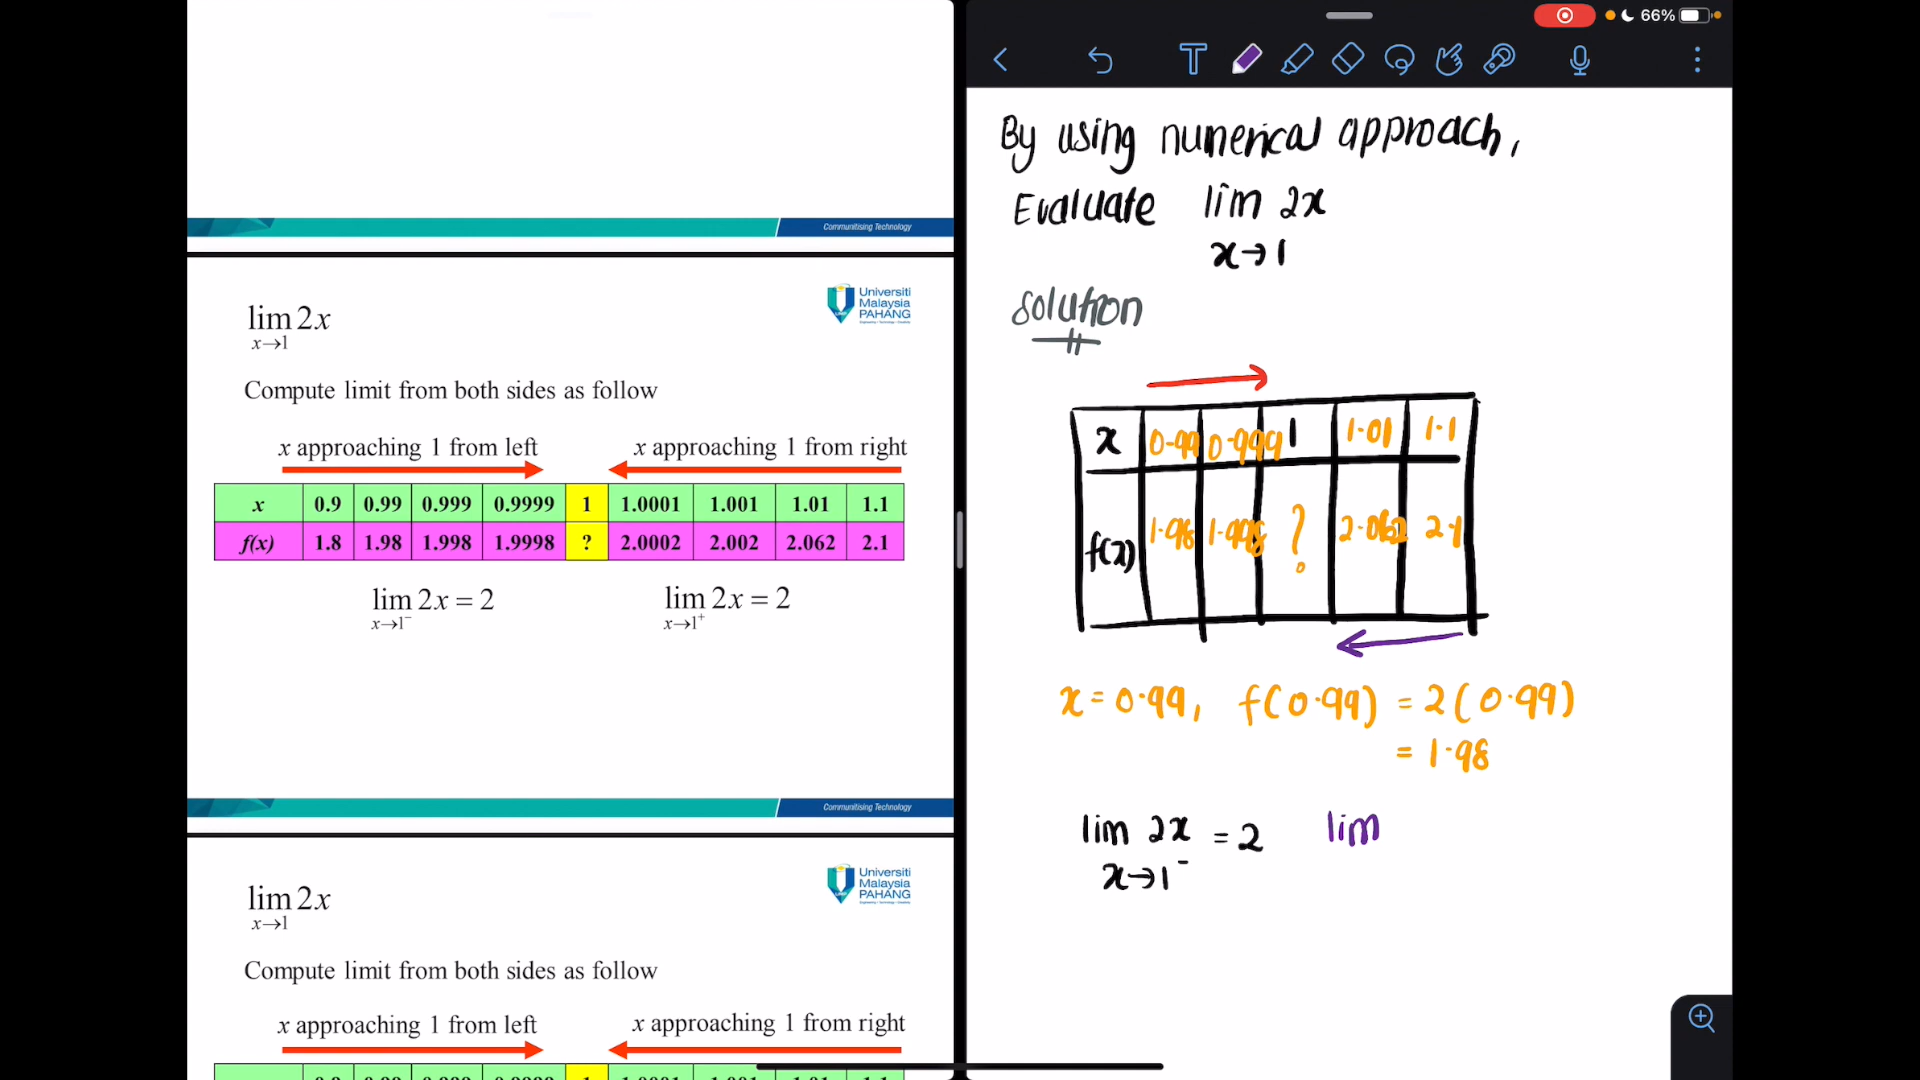 Communitising Technology
Universiti
Malaysia
PAHANG
lim 2x
x→1
Compute limit from both sides as follow
x approaching 1 from left x approaching 1 from right
x 0.9 0.99 0.999 0.9999 1 1.0001 1.001 1.01 1.1
f(x) 1.8 1.98 1.998 1.9998 ? 2.0002 2.002 2.062 2.1
lim 2x = 2 lim 2x = 2
x→1⁻ x→1⁺
Communitising Technology
Universiti
Malaysia
PAHANG
lim 2x
x→1
Compute limit from both sides as follow
x approaching 1 from left x approaching 1 from right
66%
T
By using numerical approach,
Evaluate lim 2x
x→1
solution
x 0.99 0.999 1 1.01 1.1
f(x) 1.98 1.998 ? 2.062 2.1
x = 0.99, f(0.99) = 2(0.99)
= 1.98
lim 2x = 2 lim
x→1⁻